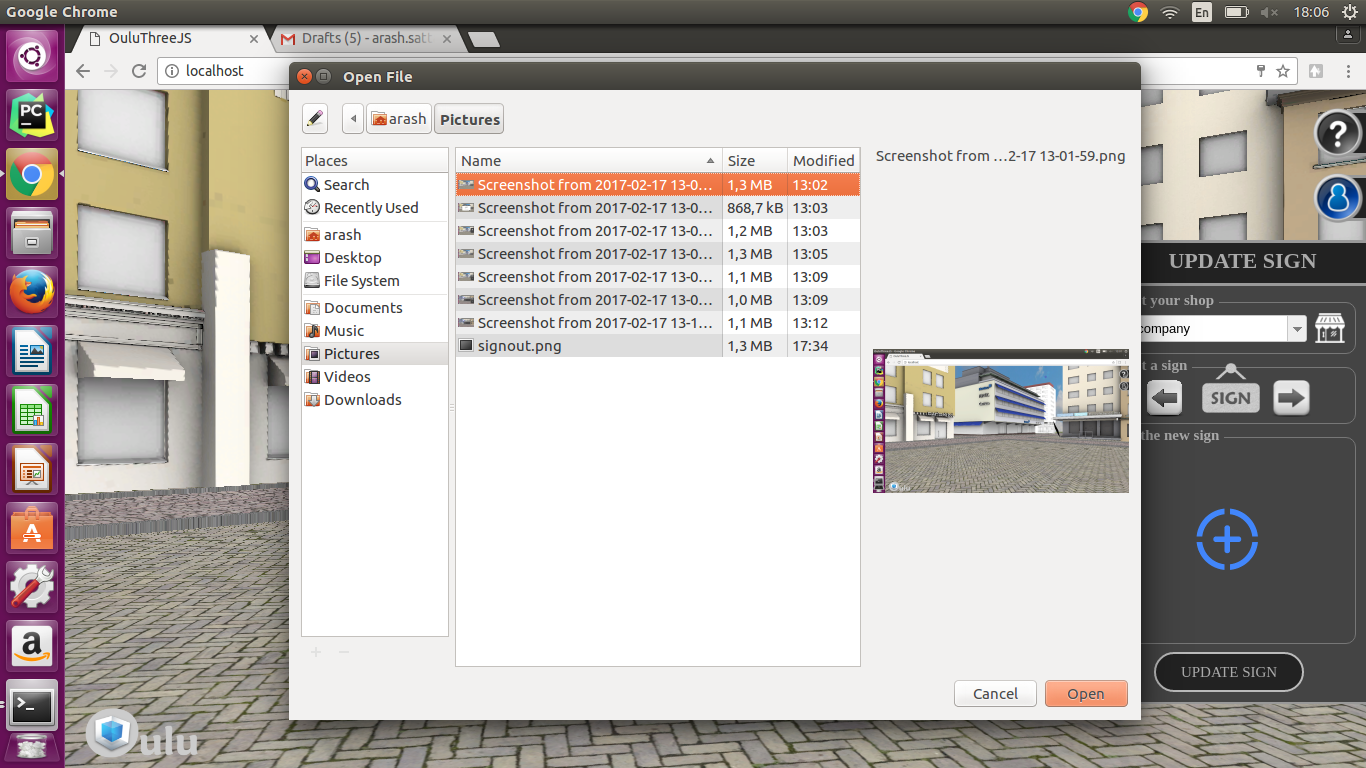 Google Chrome
En
18:06
OuluThreeJS
Drafts (5) - arash.satt
localhost
Open File
arash
Pictures
Places
Search
Recently Used
arash
Desktop
File System
Documents
Music
Pictures
Videos
Downloads
Name Size Modified
Screenshot from 2017-02-17 13-0… 1,3 MB 13:02
Screenshot from 2017-02-17 13-0… 868,7 kB 13:03
Screenshot from 2017-02-17 13-0… 1,2 MB 13:03
Screenshot from 2017-02-17 13-0… 1,3 MB 13:05
Screenshot from 2017-02-17 13-0… 1,1 MB 13:09
Screenshot from 2017-02-17 13-0… 1,0 MB 13:09
Screenshot from 2017-02-17 13-1… 1,1 MB 13:12
signout.png 1,3 MB 17:34
Screenshot from …2-17 13-01-59.png
Cancel
Open
?
UPDATE SIGN
t your shop
company
t a sign
SIGN
the new sign
UPDATE SIGN
PC
a
>_
Oulu